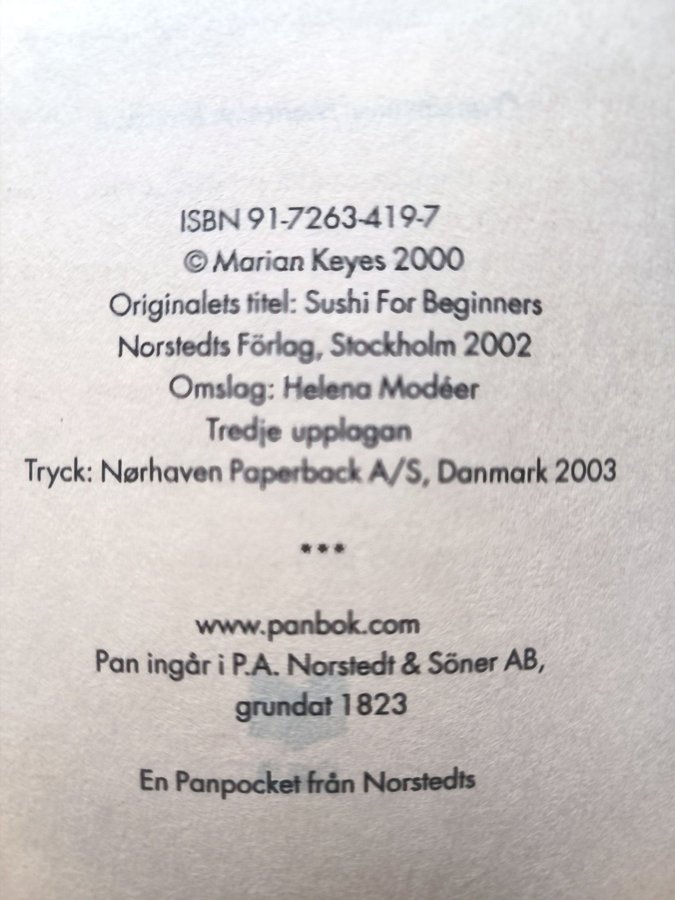 ISBN 91-7263-419-7
© Marian Keyes 2000
Originalets titel: Sushi For Beginners
Norstedts Förlag, Stockholm 2002
Omslag: Helena Modéer
Tredje upplagan
Tryck: Nørhaven Paperback A/S, Danmark 2003
***
www.panbok.com
Pan ingår i P.A. Norstedt & Söner AB,
grundat 1823
En Panpocket från Norstedts